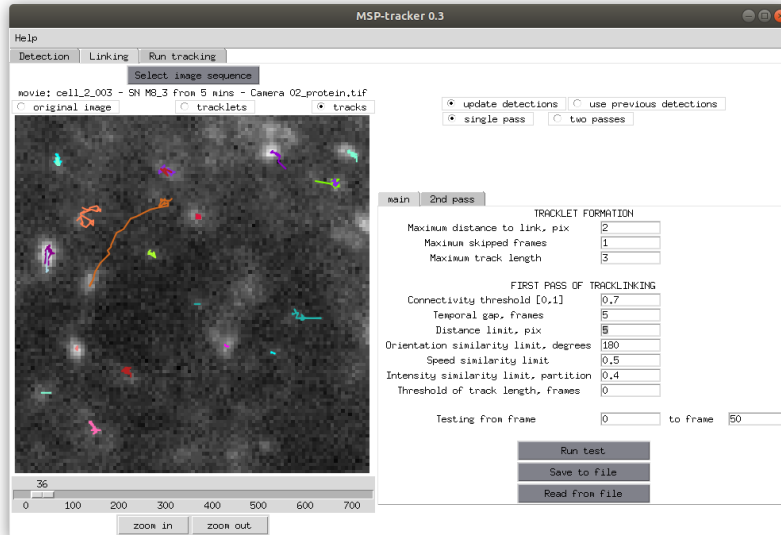 MSP-tracker 0.3
Help
Detection Linking Run tracking
Select image sequence
movie: cell_2_003 - SN M8_3 from 5 mins - Camera 02_protein.tif
original image tracklets tracks
update detections use previous detections
single pass two passes
main 2nd pass
TRACKLET FORMATION
Maximum distance to link, pix 2
Maximum skipped frames 1
Maximum track length 3
FIRST PASS OF TRACKLINKING
Connectivity threshold [0,1] 0.7
Temporal gap, frames 5
Distance limit, pix 5
Orientation similarity limit, degrees 180
Speed similarity limit 0.5
Intensity similarity limit, partition 0.4
Threshold of track length, frames 0
Testing from frame 0 to frame 50
Run test
Save to file
Read from file
36
0 100 200 300 400 500 600 700
zoom in zoom out